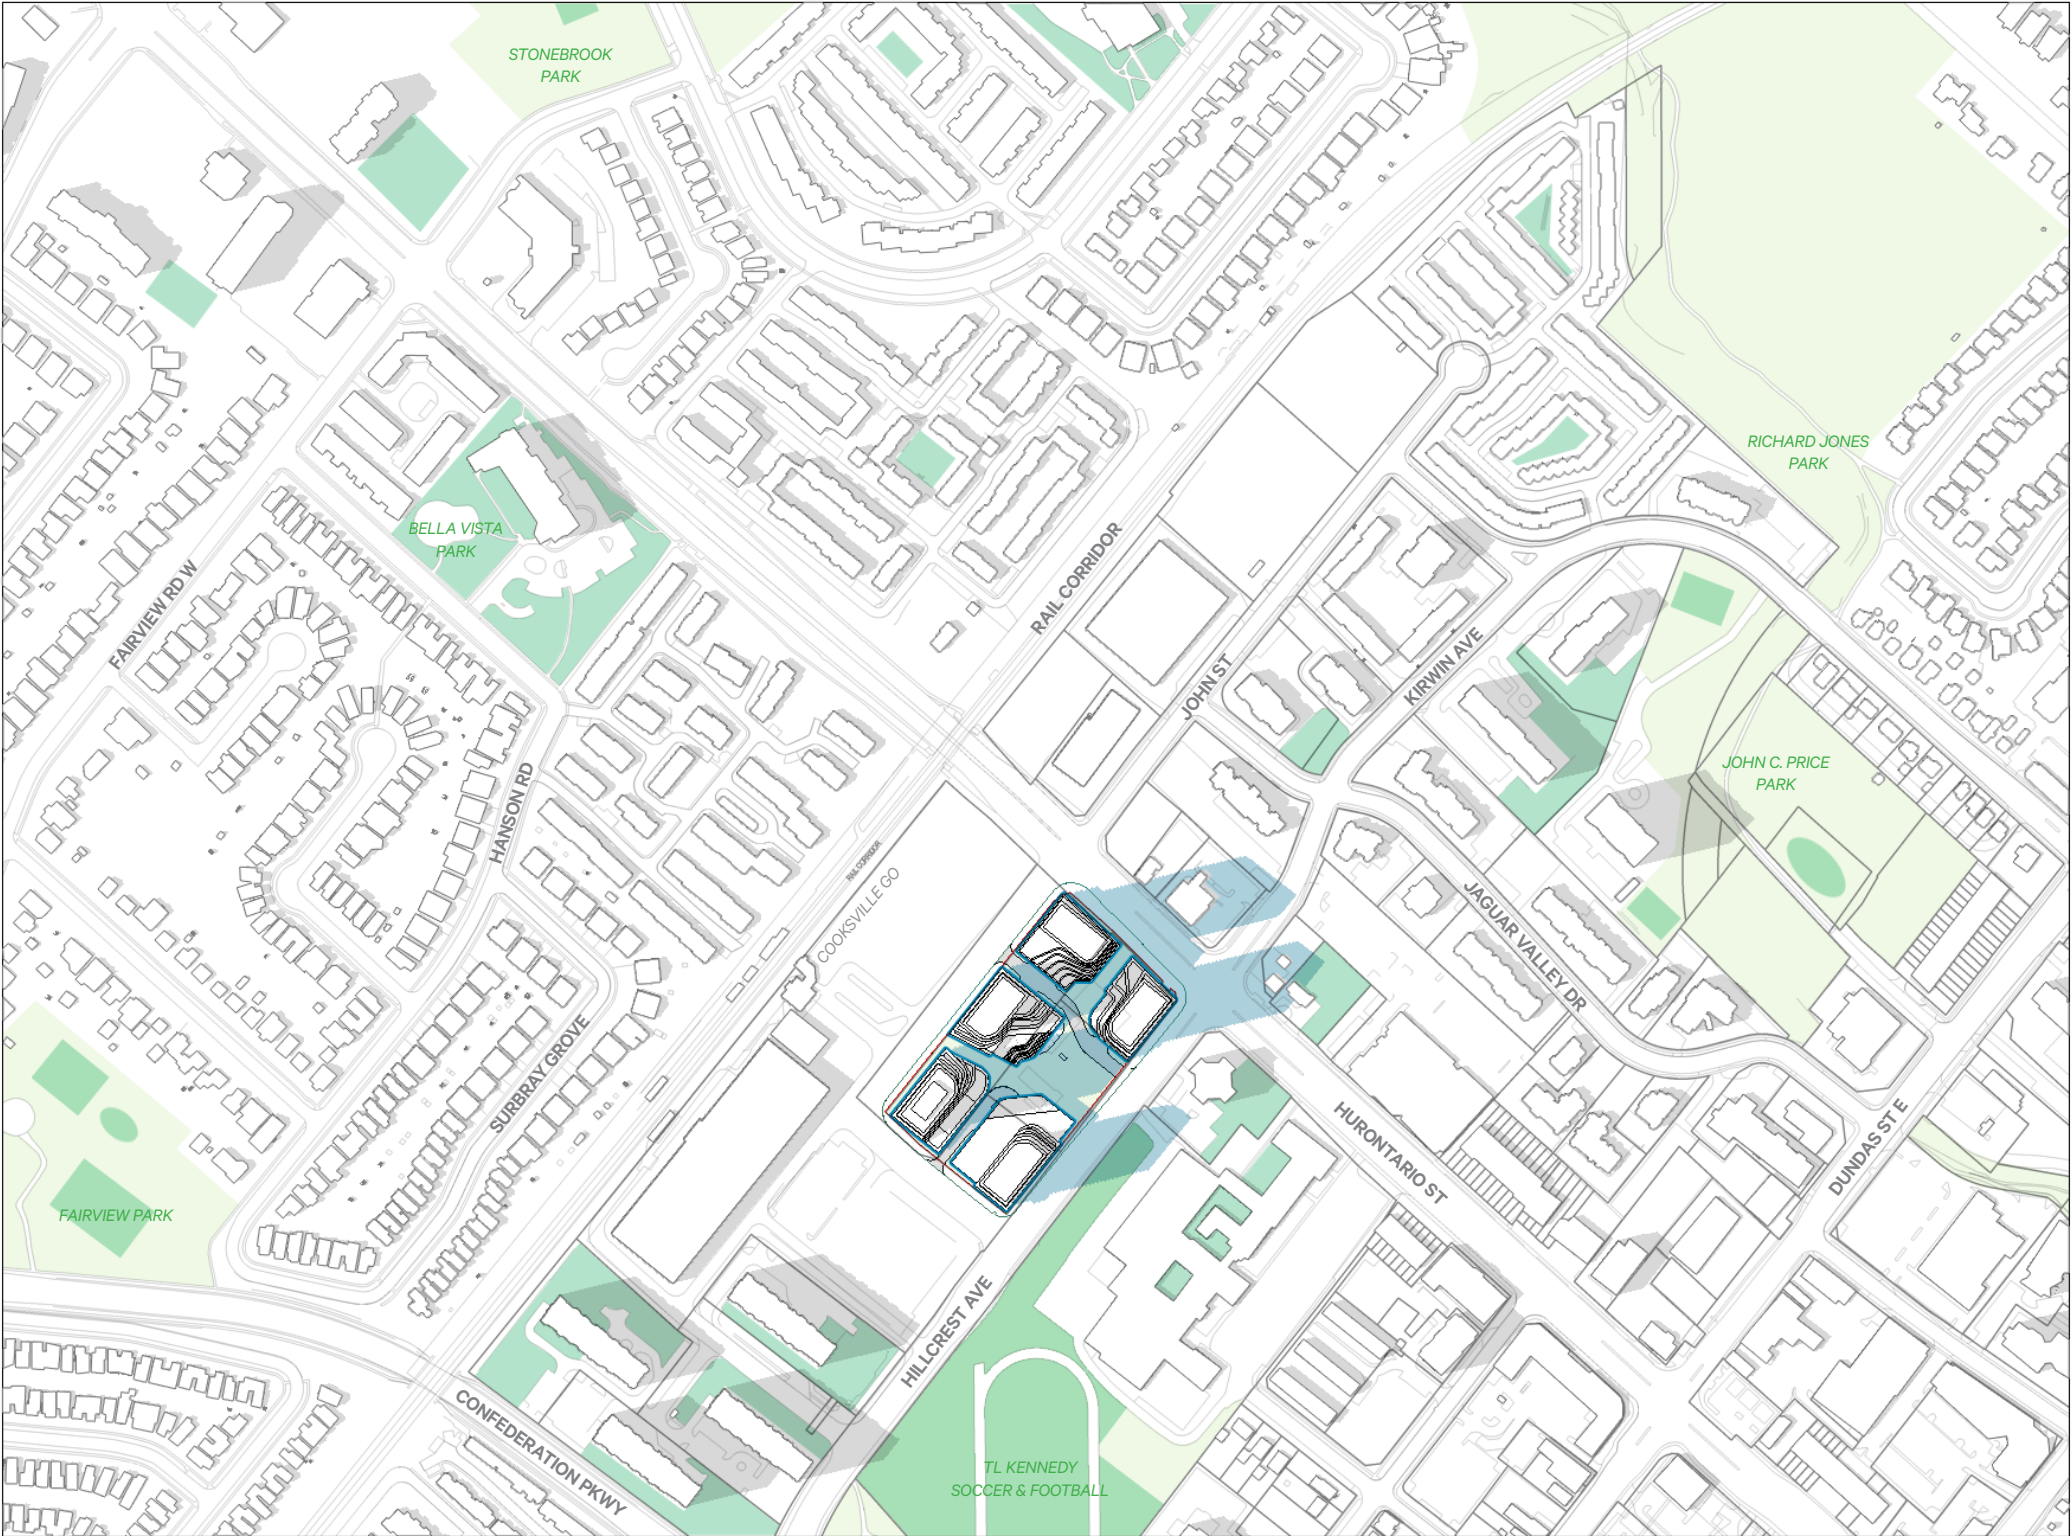 STONEBROOK
PARK
RICHARD JONES
PARK
BELLA VISTA
PARK
FAIRVIEW RD W
RAIL CORRIDOR
JOHN ST
KIRWIN AVE
HANSON RD
JOHN C. PRICE
PARK
RAIL CORRIDOR
COOKSVILLE GO
JAGUAR VALLEY DR
SURBRAY GROVE
HURONTARIO ST
DUNDAS ST E
FAIRVIEW PARK
HILLCREST AVE
CONFEDERATION PKWY
TL KENNEDY
SOCCER & FOOTBALL